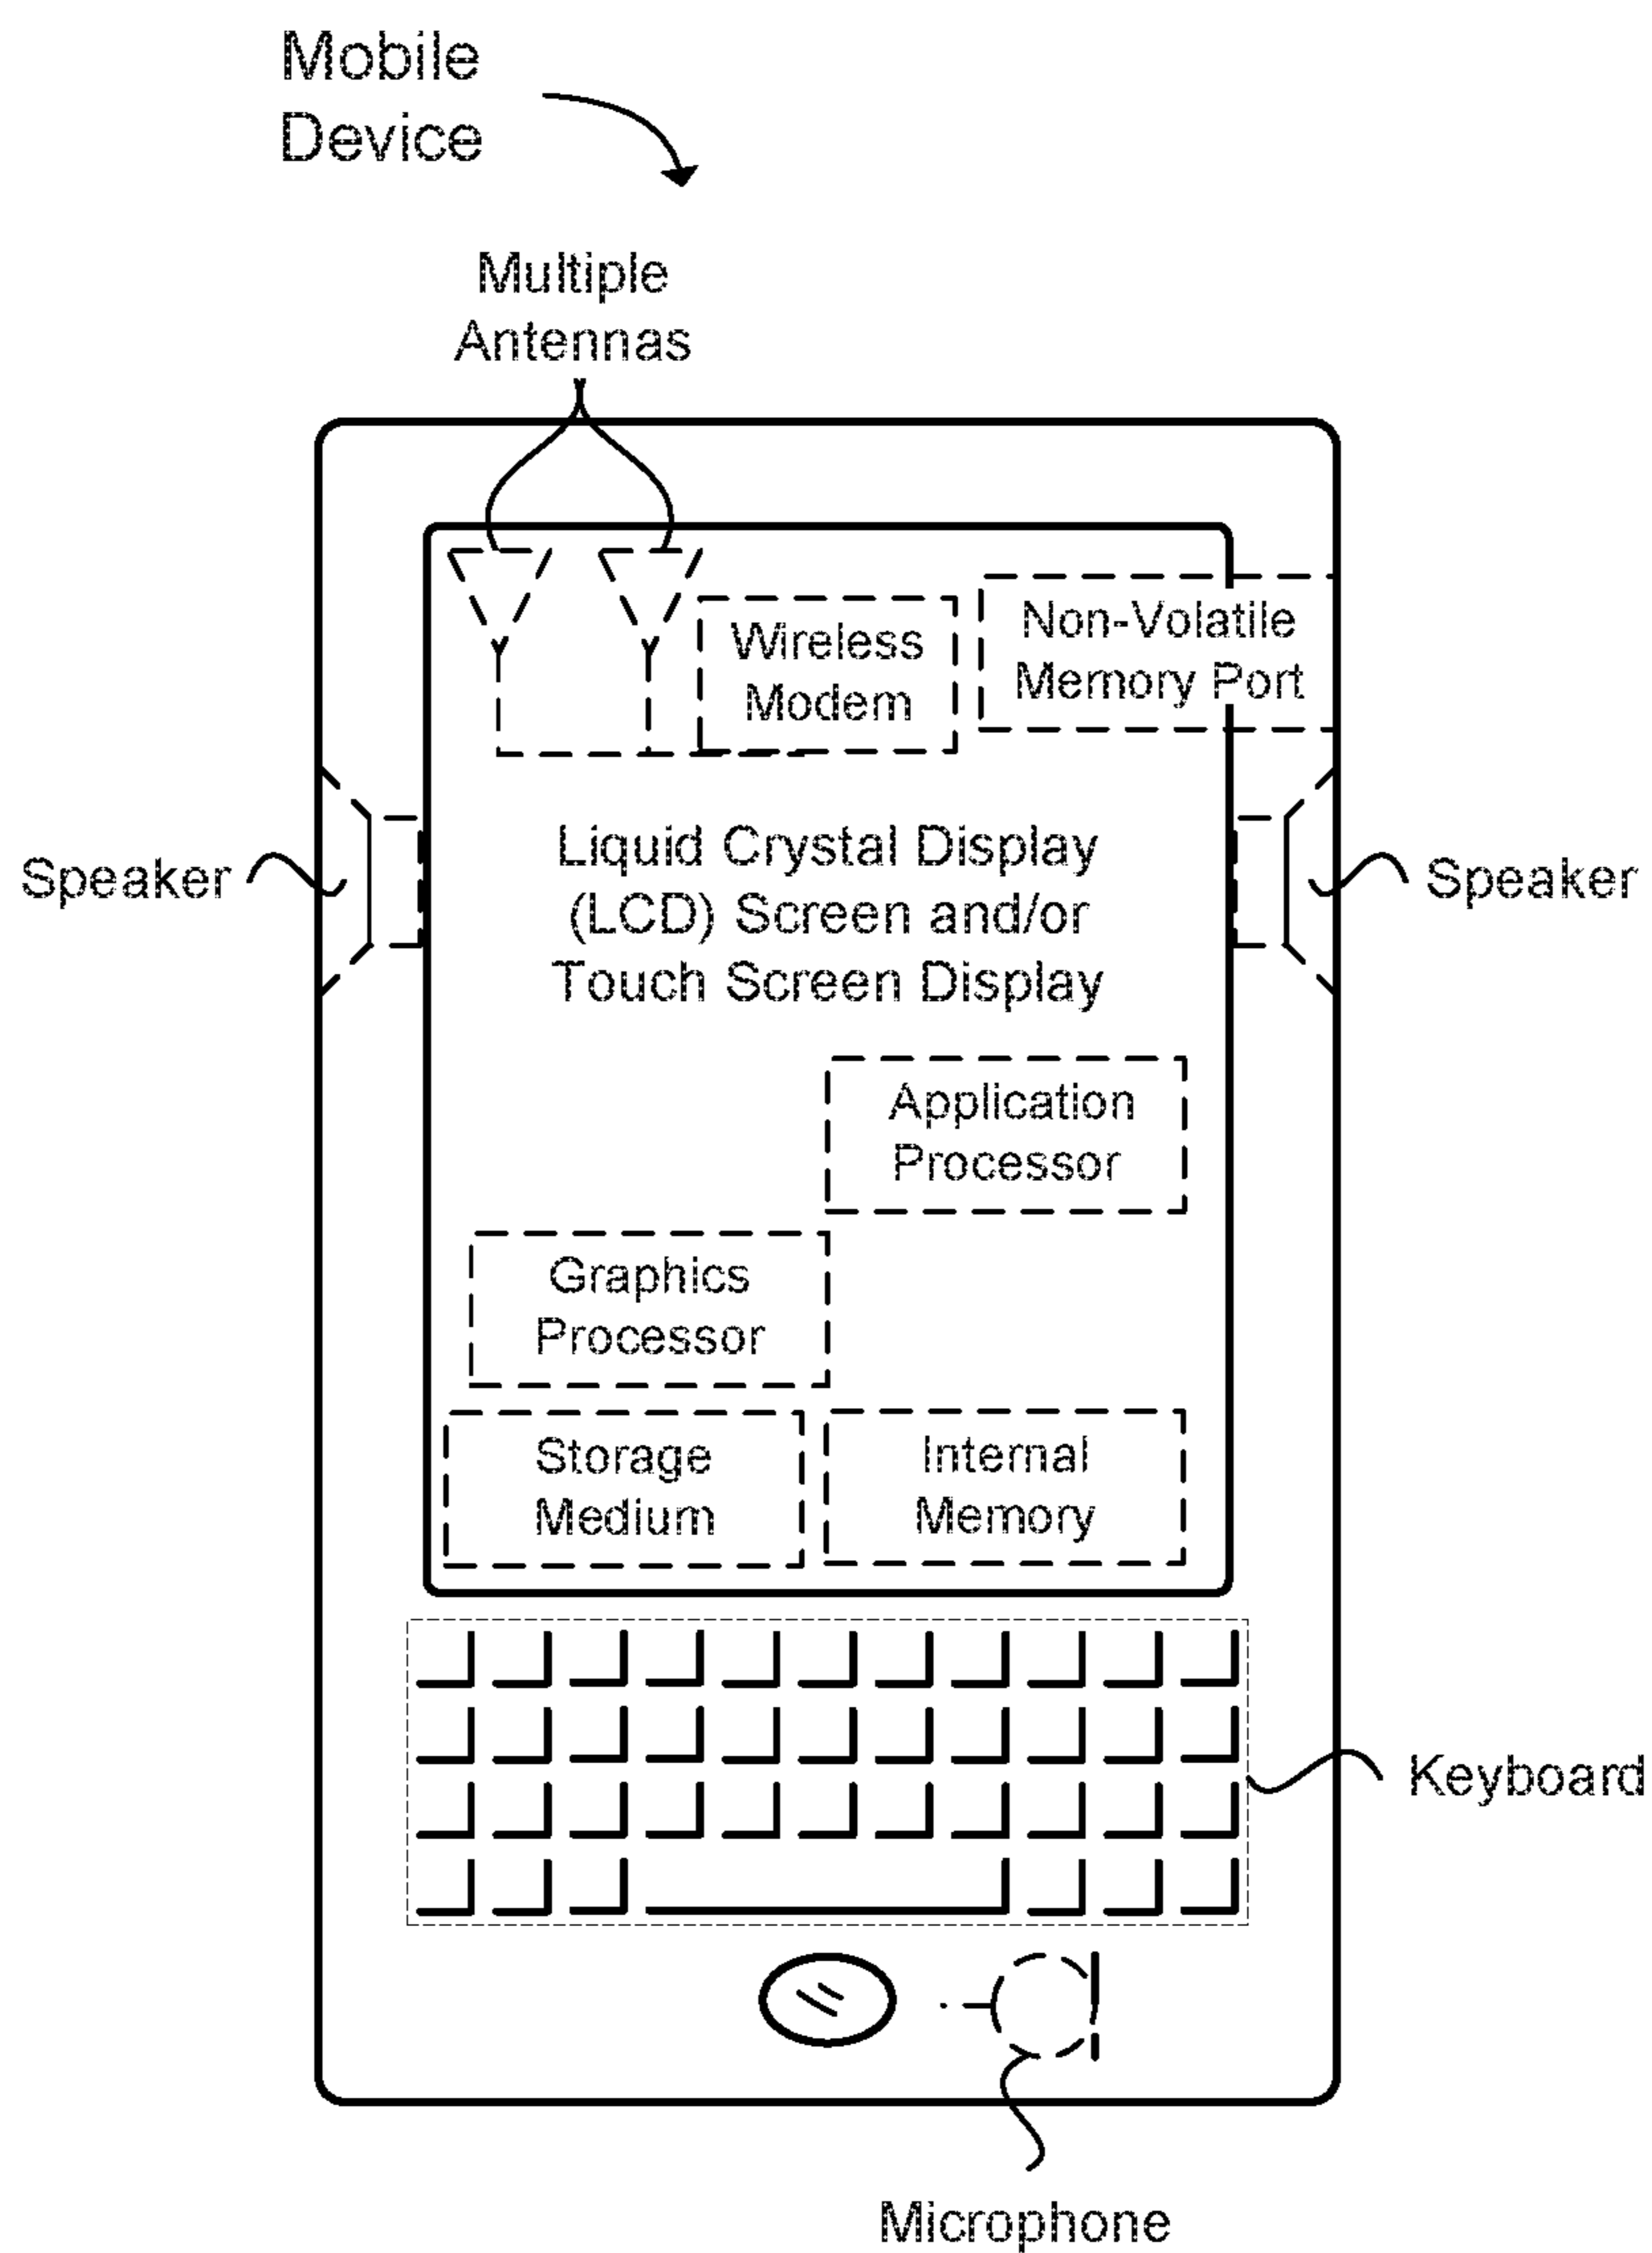 Mobile
Device
Multiple
Antennas
Wireless
Modem
Non-Volatile
Memory Port
Speaker
Liquid Crystal Display
(LCD) Screen and/or
Touch Screen Display
Speaker
Application
Processor
Graphics
Processor
Storage
Medium
Internal
Memory
Keyboard
Microphone